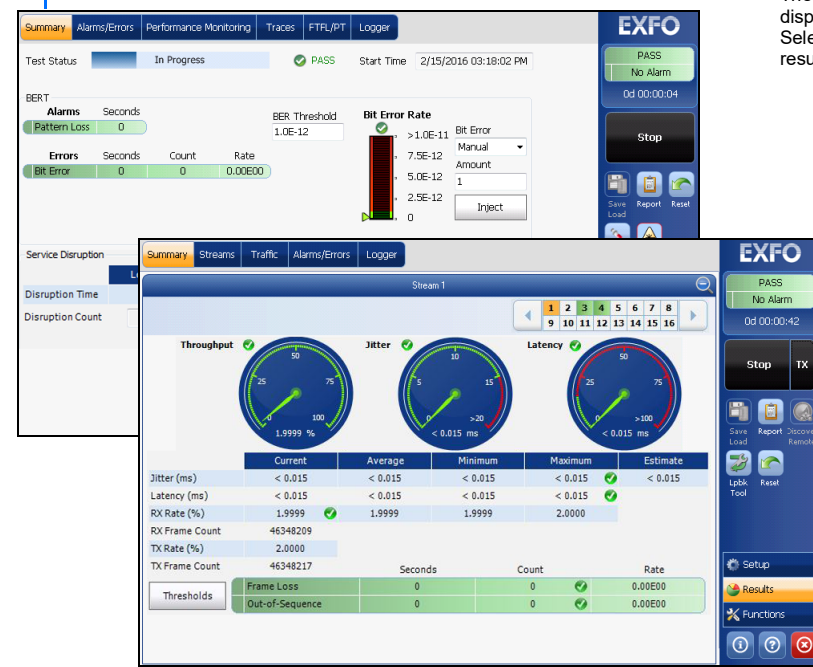 disp
Sele
resu
Summary Alarms/Errors Performance Monitoring Traces FTFL/PT Logger
EXFO
Test Status In Progress PASS Start Time 2/15/2016 03:18:02 PM
PASS
No Alarm
0d 00:00:04
BERT
Alarms Seconds
Pattern Loss 0
Errors Seconds Count Rate
Bit Error 0 0 0.00E00
BER Threshold
1.0E-12
Bit Error Rate
>1.0E-11
7.5E-12
5.0E-12
2.5E-12
0
Bit Error
Manual
Amount
1
Inject
Stop
Save Load
Report
Reset
Service Disruption
Disruption Time
Disruption Count
Summary Streams Traffic Alarms/Errors Logger
EXFO
Stream 1
PASS
No Alarm
0d 00:00:42
1 2 3 4 5 6 7 8
9 10 11 12 13 14 15 16
Throughput
25 50 75
0 100
1.9999 %
Jitter
5 10 15
0 >20
< 0.015 ms
Latency
25 50 75
0 >100
< 0.015 ms
Current Average Minimum Maximum Estimate
Jitter (ms) < 0.015 < 0.015 < 0.015 < 0.015 < 0.015
Latency (ms) < 0.015 < 0.015 < 0.015 < 0.015
RX Rate (%) 1.9999 1.9999 1.9999 2.0000
RX Frame Count 46348209
TX Rate (%) 2.0000
TX Frame Count 46348217
Seconds Count Rate
Thresholds
Frame Loss 0 0 0.00E00
Out-of-Sequence 0 0 0.00E00
Stop TX
Save Load
Report
Discove
Remote
Lpbk Tool
Reset
Setup
Results
Functions